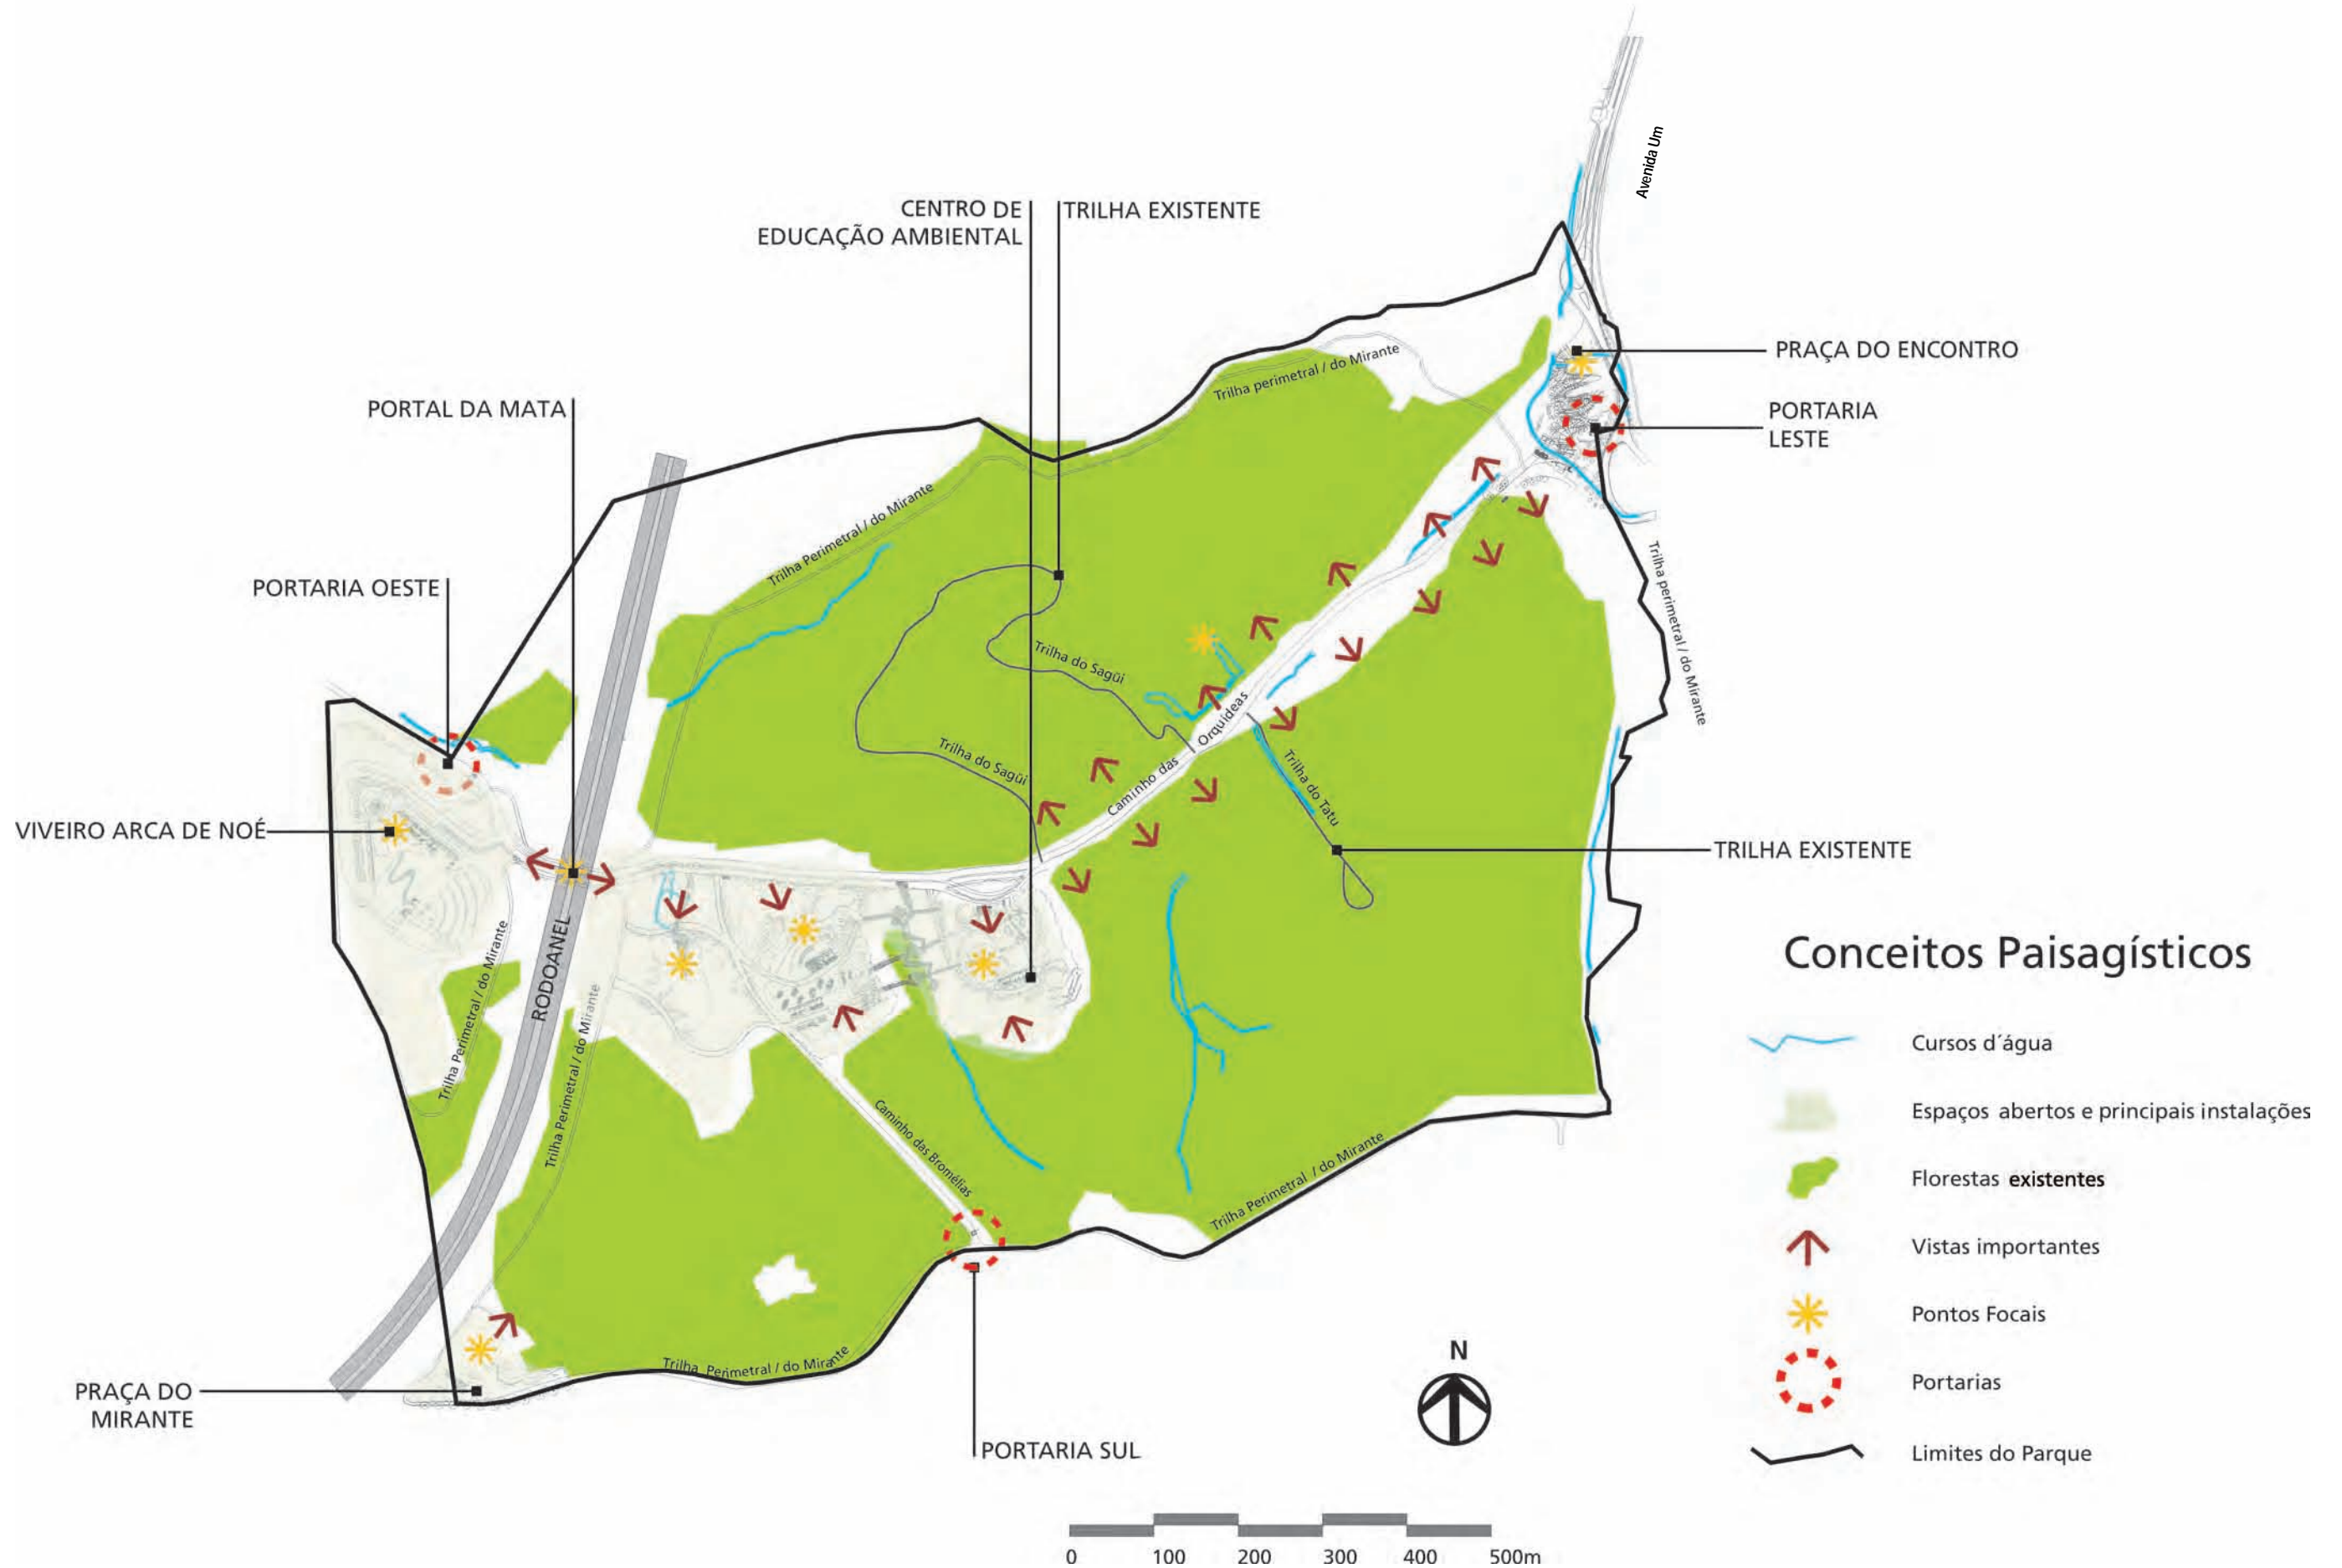 Avenida Um
CENTRO DE
EDUCAÇÃO AMBIENTAL
TRILHA EXISTENTE
PRAÇA DO ENCONTRO
Trilha perimetral / do Mirante
PORTAL DA MATA
PORTARIA
LESTE
Trilha Perimetral / do Mirante
Trilha perimetral / do Mirante
PORTARIA OESTE
Trilha do Sagüi
Orquídeas
Trilha do Sagüi
Caminho das
Trilha do Tatu
VIVEIRO ARCA DE NOÉ
TRILHA EXISTENTE
RODOANEL
Trilha Perimetral / do Mirante
Trilha Perimetral / do Mirante
Conceitos Paisagísticos
Cursos d´água
Espaços abertos e principais instalações
Caminho das Bromélias
Florestas existentes
Trilha Perimetral / do Mirante
Vistas importantes
Pontos Focais
N
Trilha Perimetral / do Mirante
Portarias
PRAÇA DO
MIRANTE
PORTARIA SUL
Limites do Parque
0 100 200 300 400 500m